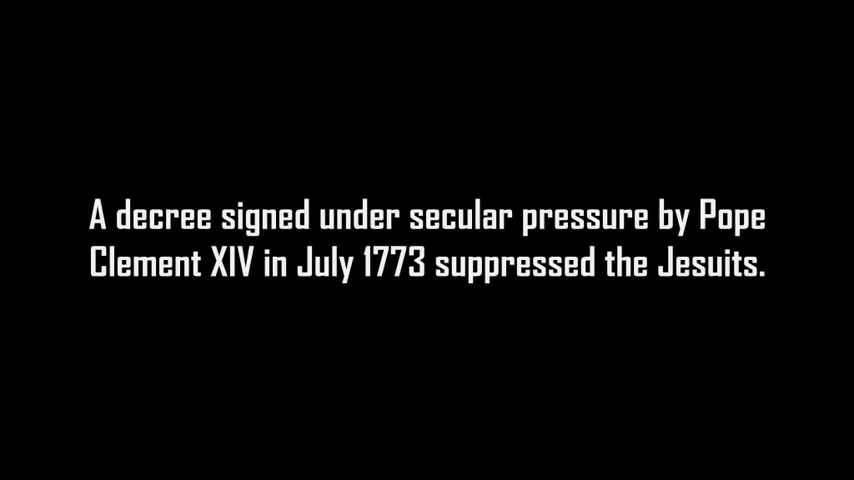 A decree signed under secular pressure by Pope
Clement XIV in July 1773 suppressed the Jesuits.